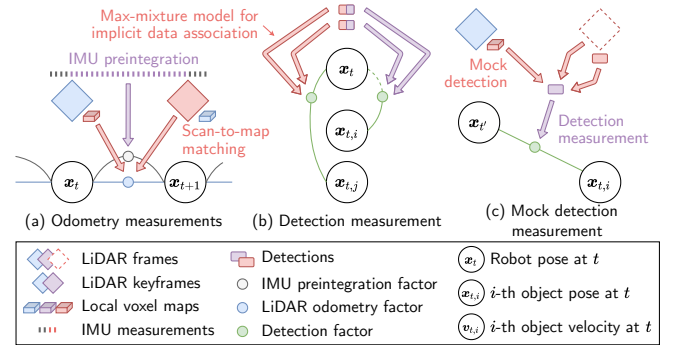 Max-mixture model for
implicit data association
(a)
IMU preintegration
Scan-to-map
matching
x_t
x_{t+1}
(a) Odometry measurements
x_t
x_{t,i}
x_{t,j}
(b) Detection measurement
Mock
detection
Detection
measurement
x_{t'}
x_{t,i}
(c) Mock detection
measurement
LiDAR frames
LiDAR keyframes
Local voxel maps
IMU measurements
Detections
IMU preintegration factor
LiDAR odometry factor
Detection factor
x_t Robot pose at t
x_{t,i} i-th object pose at t
v_{t,i} i-th object velocity at t